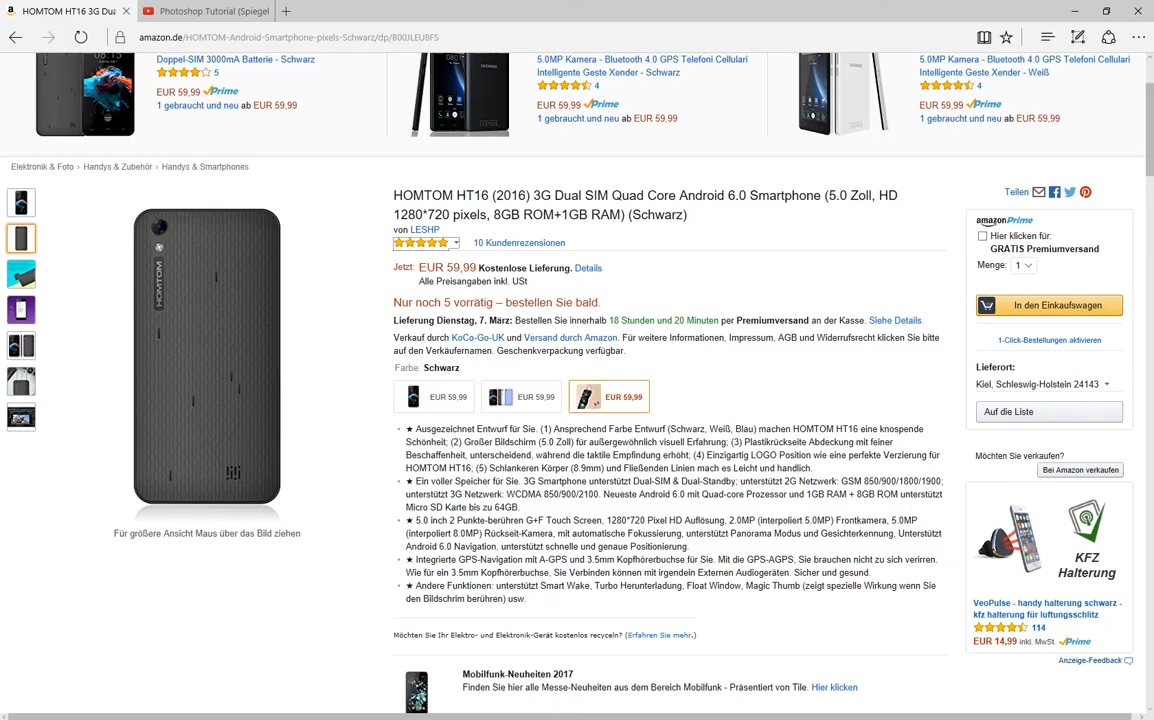 HOMTOM HT16 3G Dua
Photoshop Tutorial (Spiegel
amazon.de/HOMTOM-Android-Smartphone-pixels-Schwarz/dp/B00JLEU8FS
Doppel-SIM 3000mA Batterie - Schwarz
5
EUR 59,99 Prime
1 gebraucht und neu ab EUR 59,99
5.0MP Kamera - Bluetooth 4.0 GPS Telefoni Cellulari
Intelligente Geste Xender - Schwarz
4
EUR 59,99 Prime
1 gebraucht und neu ab EUR 59,99
5.0MP Kamera - Bluetooth 4.0 GPS Telefoni Cellulari
Intelligente Geste Xender - Weiß
4
EUR 59,99 Prime
1 gebraucht und neu ab EUR 59,99
Elektronik & Foto › Handys & Zubehör › Handys & Smartphones
HOMTOM
Für größere Ansicht Maus über das Bild ziehen
HOMTOM HT16 (2016) 3G Dual SIM Quad Core Android 6.0 Smartphone (5.0 Zoll, HD
1280*720 pixels, 8GB ROM+1GB RAM) (Schwarz)
von LESHP
10 Kundenrezensionen
Jetzt: EUR 59,99 Kostenlose Lieferung. Details
Alle Preisangaben inkl. USt
Nur noch 5 vorrätig – bestellen Sie bald.
Lieferung Dienstag, 7. März: Bestellen Sie innerhalb 18 Stunden und 20 Minuten per Premiumversand an der Kasse. Siehe Details.
Verkauf durch KoCo-Go-UK und Versand durch Amazon. Für weitere Informationen, Impressum, AGB und Widerrufsrecht klicken Sie bitte
auf den Verkäufernamen. Geschenkverpackung verfügbar.
Farbe: Schwarz
EUR 59,99
EUR 59,99
EUR 59,99
★ Ausgezeichnet Entwurf für Sie. (1) Ansprechend Farbe Entwurf (Schwarz, Weiß, Blau) machen HOMTOM HT16 eine knospende
Schönheit; (2) Großer Bildschirm (5.0 Zoll) für außergewöhnlich visuell Erfahrung; (3) Plastikrückseite Abdeckung mit feiner
Beschaffenheit, unterscheidend, während die taktile Empfindung erhöht; (4) Einzigartig LOGO Position wie eine perfekte Verzierung für
HOMTOM HT16; (5) Schlankeren Körper (8.9mm) und Fließenden Linien mach es Leicht und handlich.
★ Ein voller Speicher für Sie. 3G Smartphone unterstützt Dual-SIM & Dual-Standby; unterstützt 2G Netzwerk: GSM 850/900/1800/1900;
unterstützt 3G Netzwerk: WCDMA 850/900/2100. Neueste Android 6.0 mit Quad-core Prozessor und 1GB RAM + 8GB ROM unterstützt
Micro SD Karte bis zu 64GB.
★ 5.0 inch 2 Punkte-berühren G+F Touch Screen, 1280*720 Pixel HD Auflösung, 2.0MP (interpoliert 5.0MP) Frontkamera, 5.0MP
(interpoliert 8.0MP) Rückseit-Kamera, mit automatische Fokussierung, unterstützt Panorama Modus und Gesichterkennung, Unterstützt
Android 6.0 Navigation, unterstützt schnelle und genaue Positionierung.
★ Integrierte GPS-Navigation mit A-GPS und 3.5mm Kopfhörerbuchse für Sie. Mit die GPS-AGPS, Sie brauchen nicht zu sich verirren.
Wie für ein 3.5mm Kopfhörerbuchse, Sie Verbinden können mit irgendein Externen Audiogeräten. Sicher und gesund.
★ Andere Funktionen: unterstützt Smart Wake, Turbo Herunterladung, Float Window, Magic Thumb (zeigt spezielle Wirkung wenn Sie
den Bildschrim berühren) usw.
Möchten Sie Ihr Elektro- und Elektronik-Gerät kostenlos recyceln? (Erfahren Sie mehr.)
Mobilfunk-Neuheiten 2017
Finden Sie hier alle Messe-Neuheiten aus dem Bereich Mobilfunk - Präsentiert von Tile. Hier klicken
Teilen
amazonPrime
Hier klicken für:
GRATIS Premiumversand
Menge: 1
In den Einkaufswagen
1-Click-Bestellungen aktivieren
Lieferort:
Kiel, Schleswig-Holstein 24143
Auf die Liste
Möchten Sie verkaufen?
Bei Amazon verkaufen
KFZ
Halterung
VeoPulse - handy halterung schwarz -
kfz halterung für luftungsschlitz
114
EUR 14,99 inkl. MwSt. Prime
Anzeige-Feedback